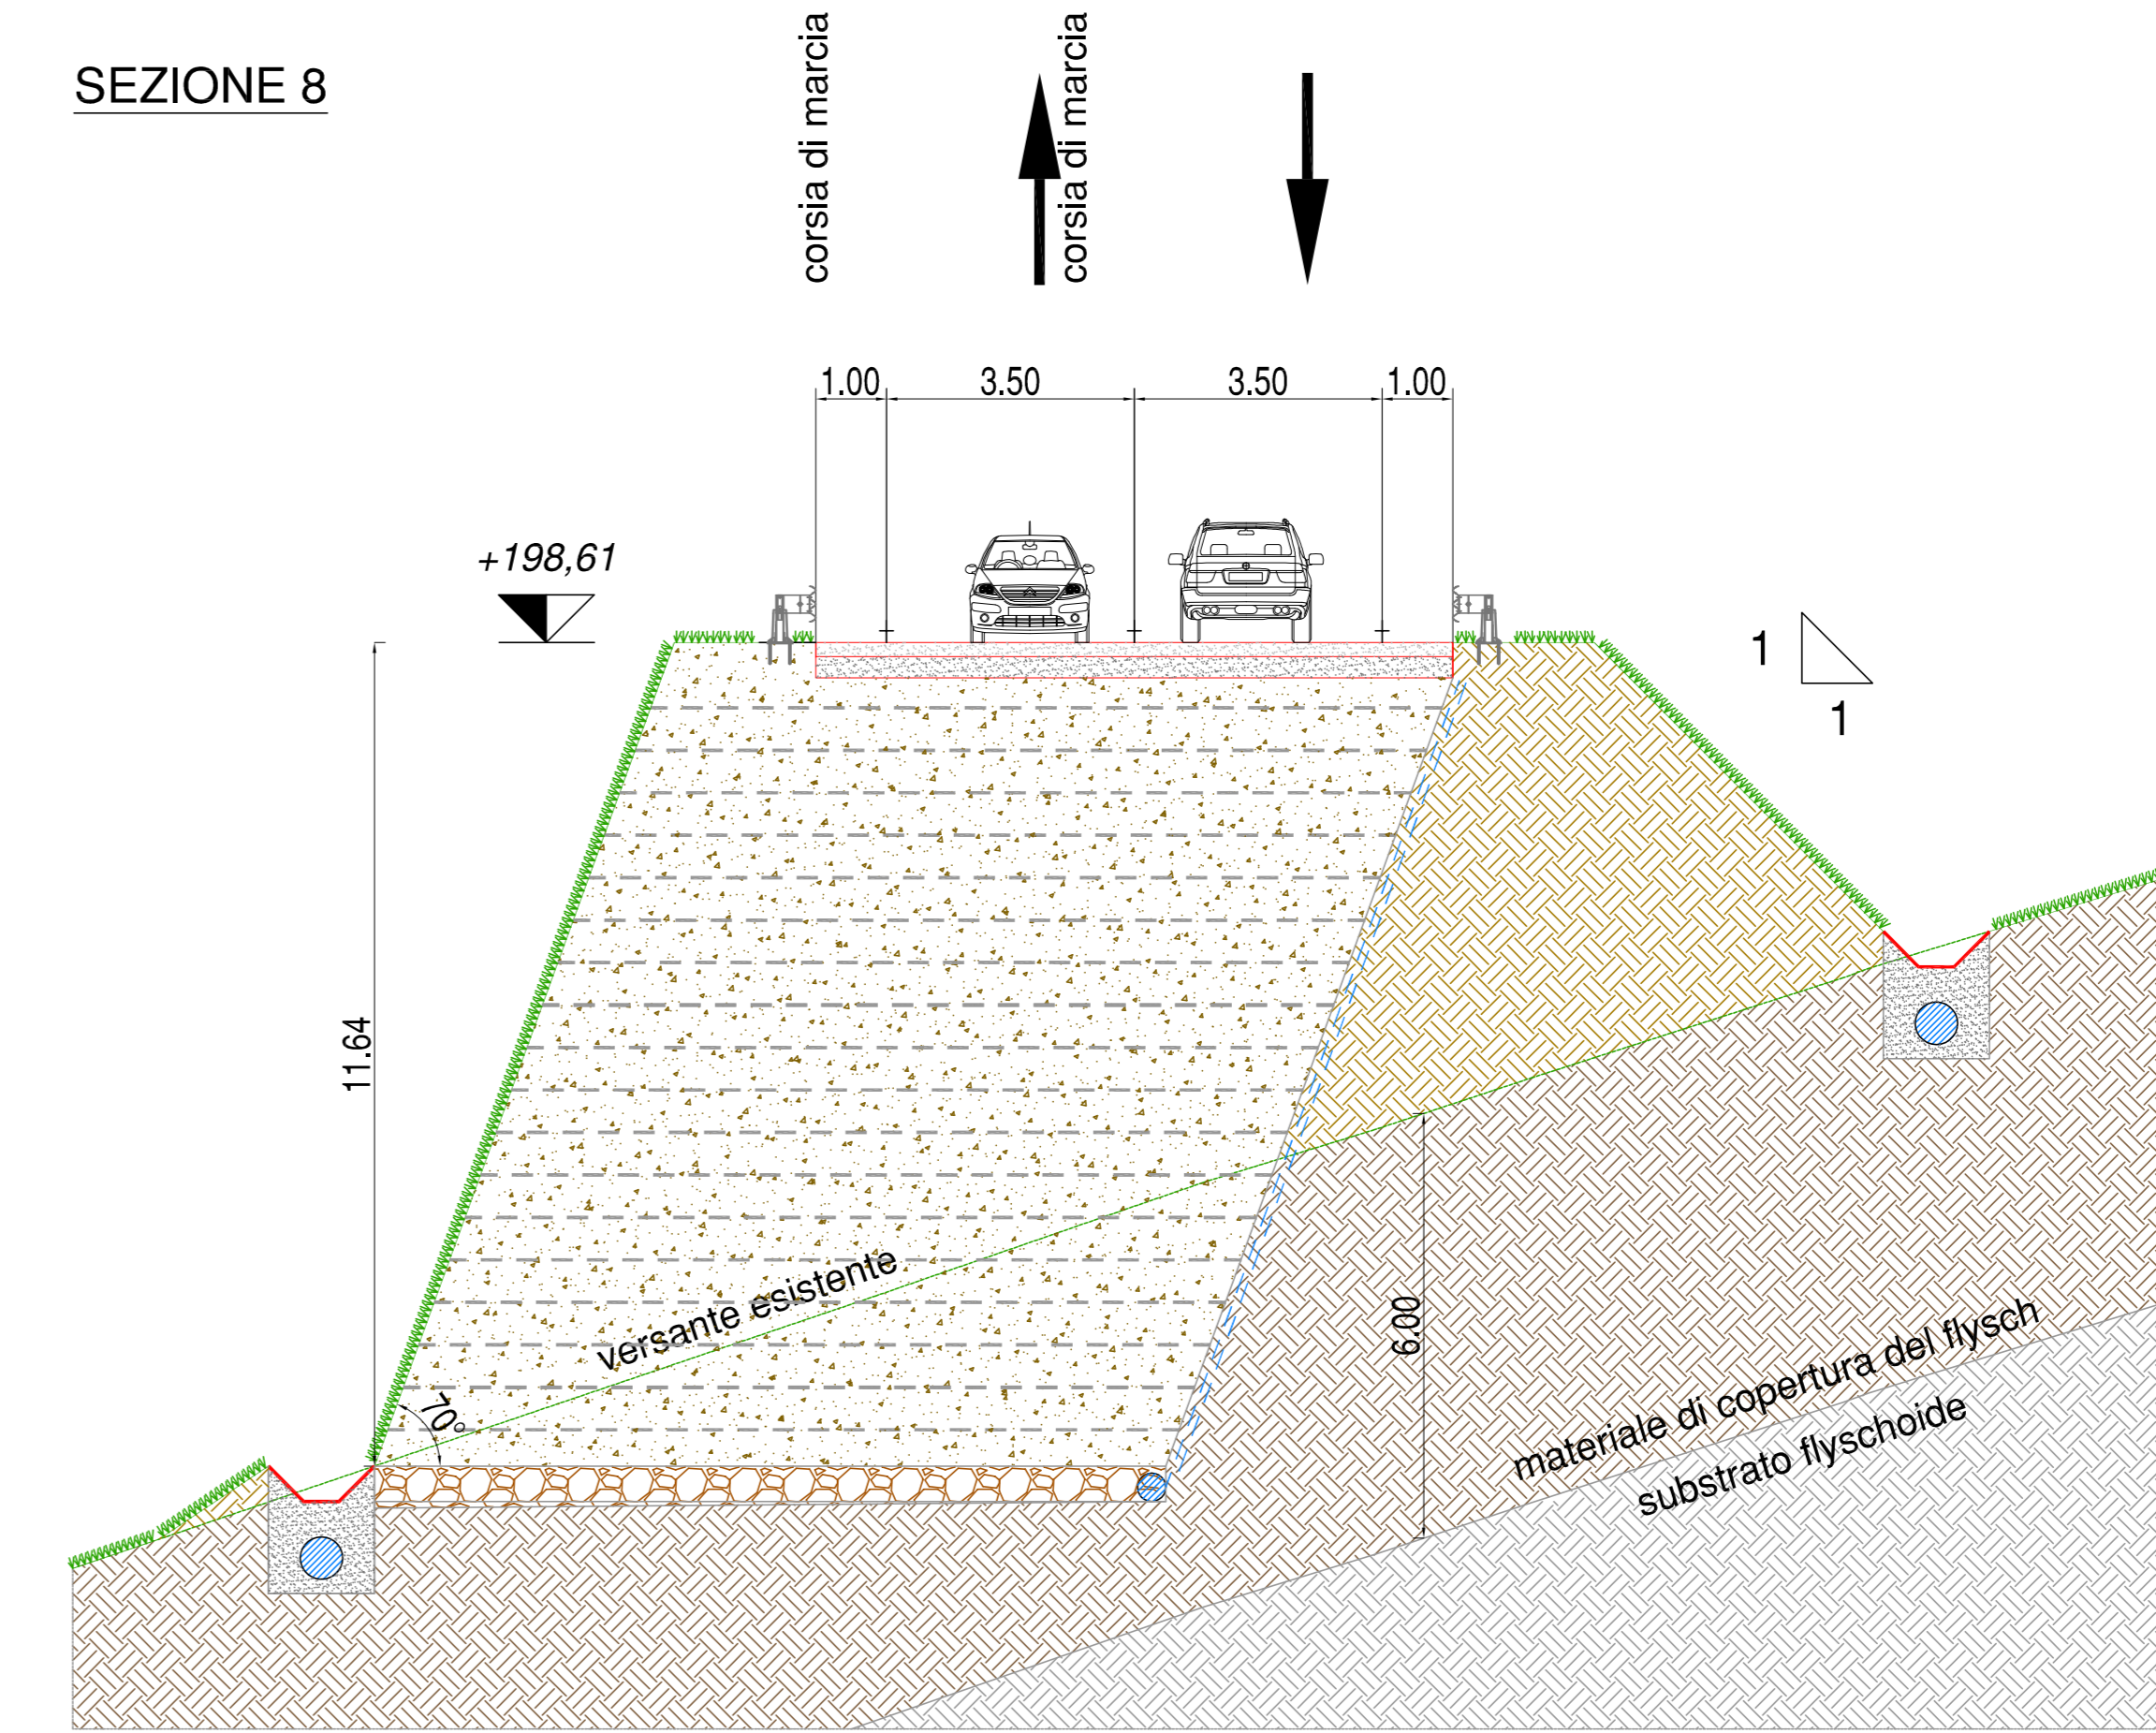 SEZIONE 8
corsia di marcia
corsia di marcia
1.00 3.50 3.50 1.00
+198,61
1
1
11.64
versante esistente
70°
6.00
materiale di copertura del flysch
substrato flyschoide